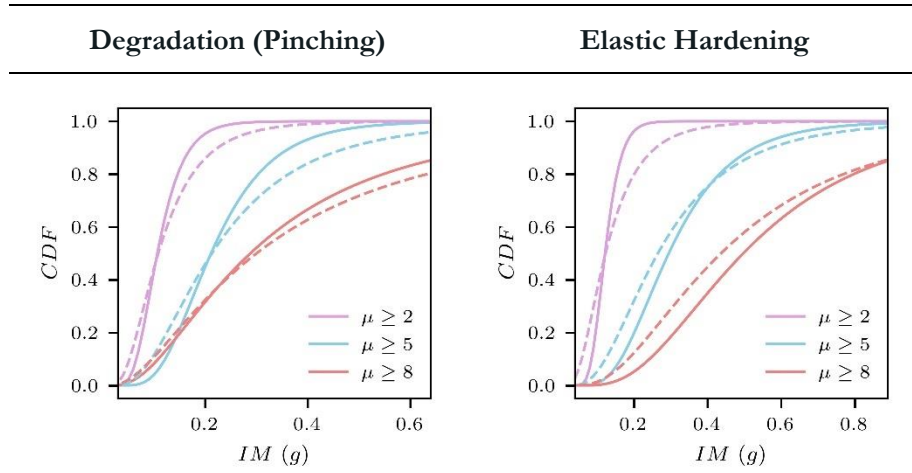 Degradation (Pinching)
Elastic Hardening
1.0
0.8
0.6
0.4
0.2
0.0
CDF
μ ≥ 2
μ ≥ 5
μ ≥ 8
0.2 0.4 0.6
IM (g)
1.0
0.8
0.6
0.4
0.2
0.0
CDF
μ ≥ 2
μ ≥ 5
μ ≥ 8
0.2 0.4 0.6 0.8
IM (g)